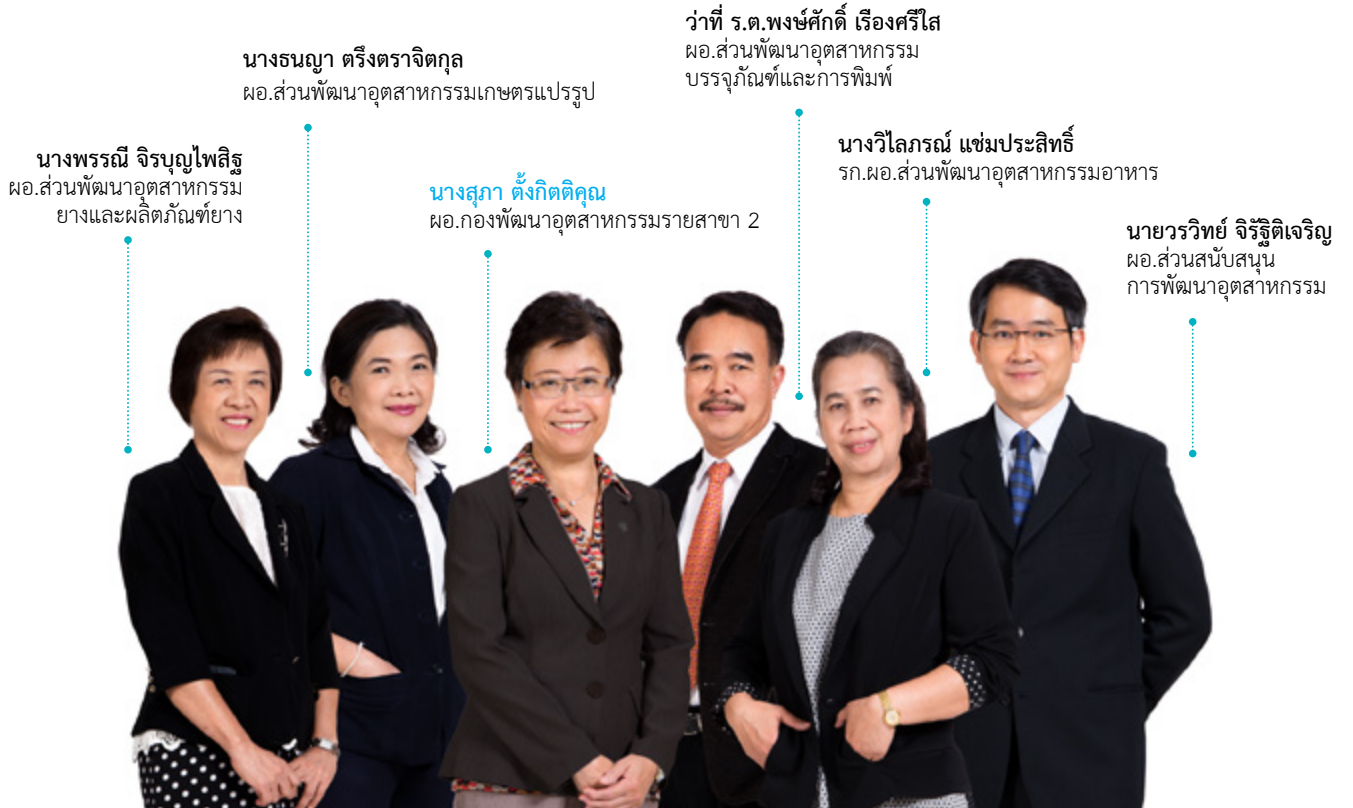 ว่าที่ ร.ต.พงษ์ศักดิ์ เรืองศรีใส
ผอ.ส่วนพัฒนาอุตสาหกรรม
บรรจุภัณฑ์และการพิมพ์
นางธนญา ตรึงตราจิตกุล
ผอ.ส่วนพัฒนาอุตสาหกรรมเกษตรแปรรูป
นางวิไลภรณ์ แช่มประสิทธิ์
รก.ผอ.ส่วนพัฒนาอุตสาหกรรมอาหาร
นางพรรณี จิรบุญไพสิฐ
ผอ.ส่วนพัฒนาอุตสาหกรรม
ยางและผลิตภัณฑ์ยาง
นางสุภา ตั้งกิตติคุณ
ผอ.กองพัฒนาอุตสาหกรรมรายสาขา 2
นายวรวิทย์ จิรัฐิติเจริญ
ผอ.ส่วนสนับสนุน
การพัฒนาอุตสาหกรรม